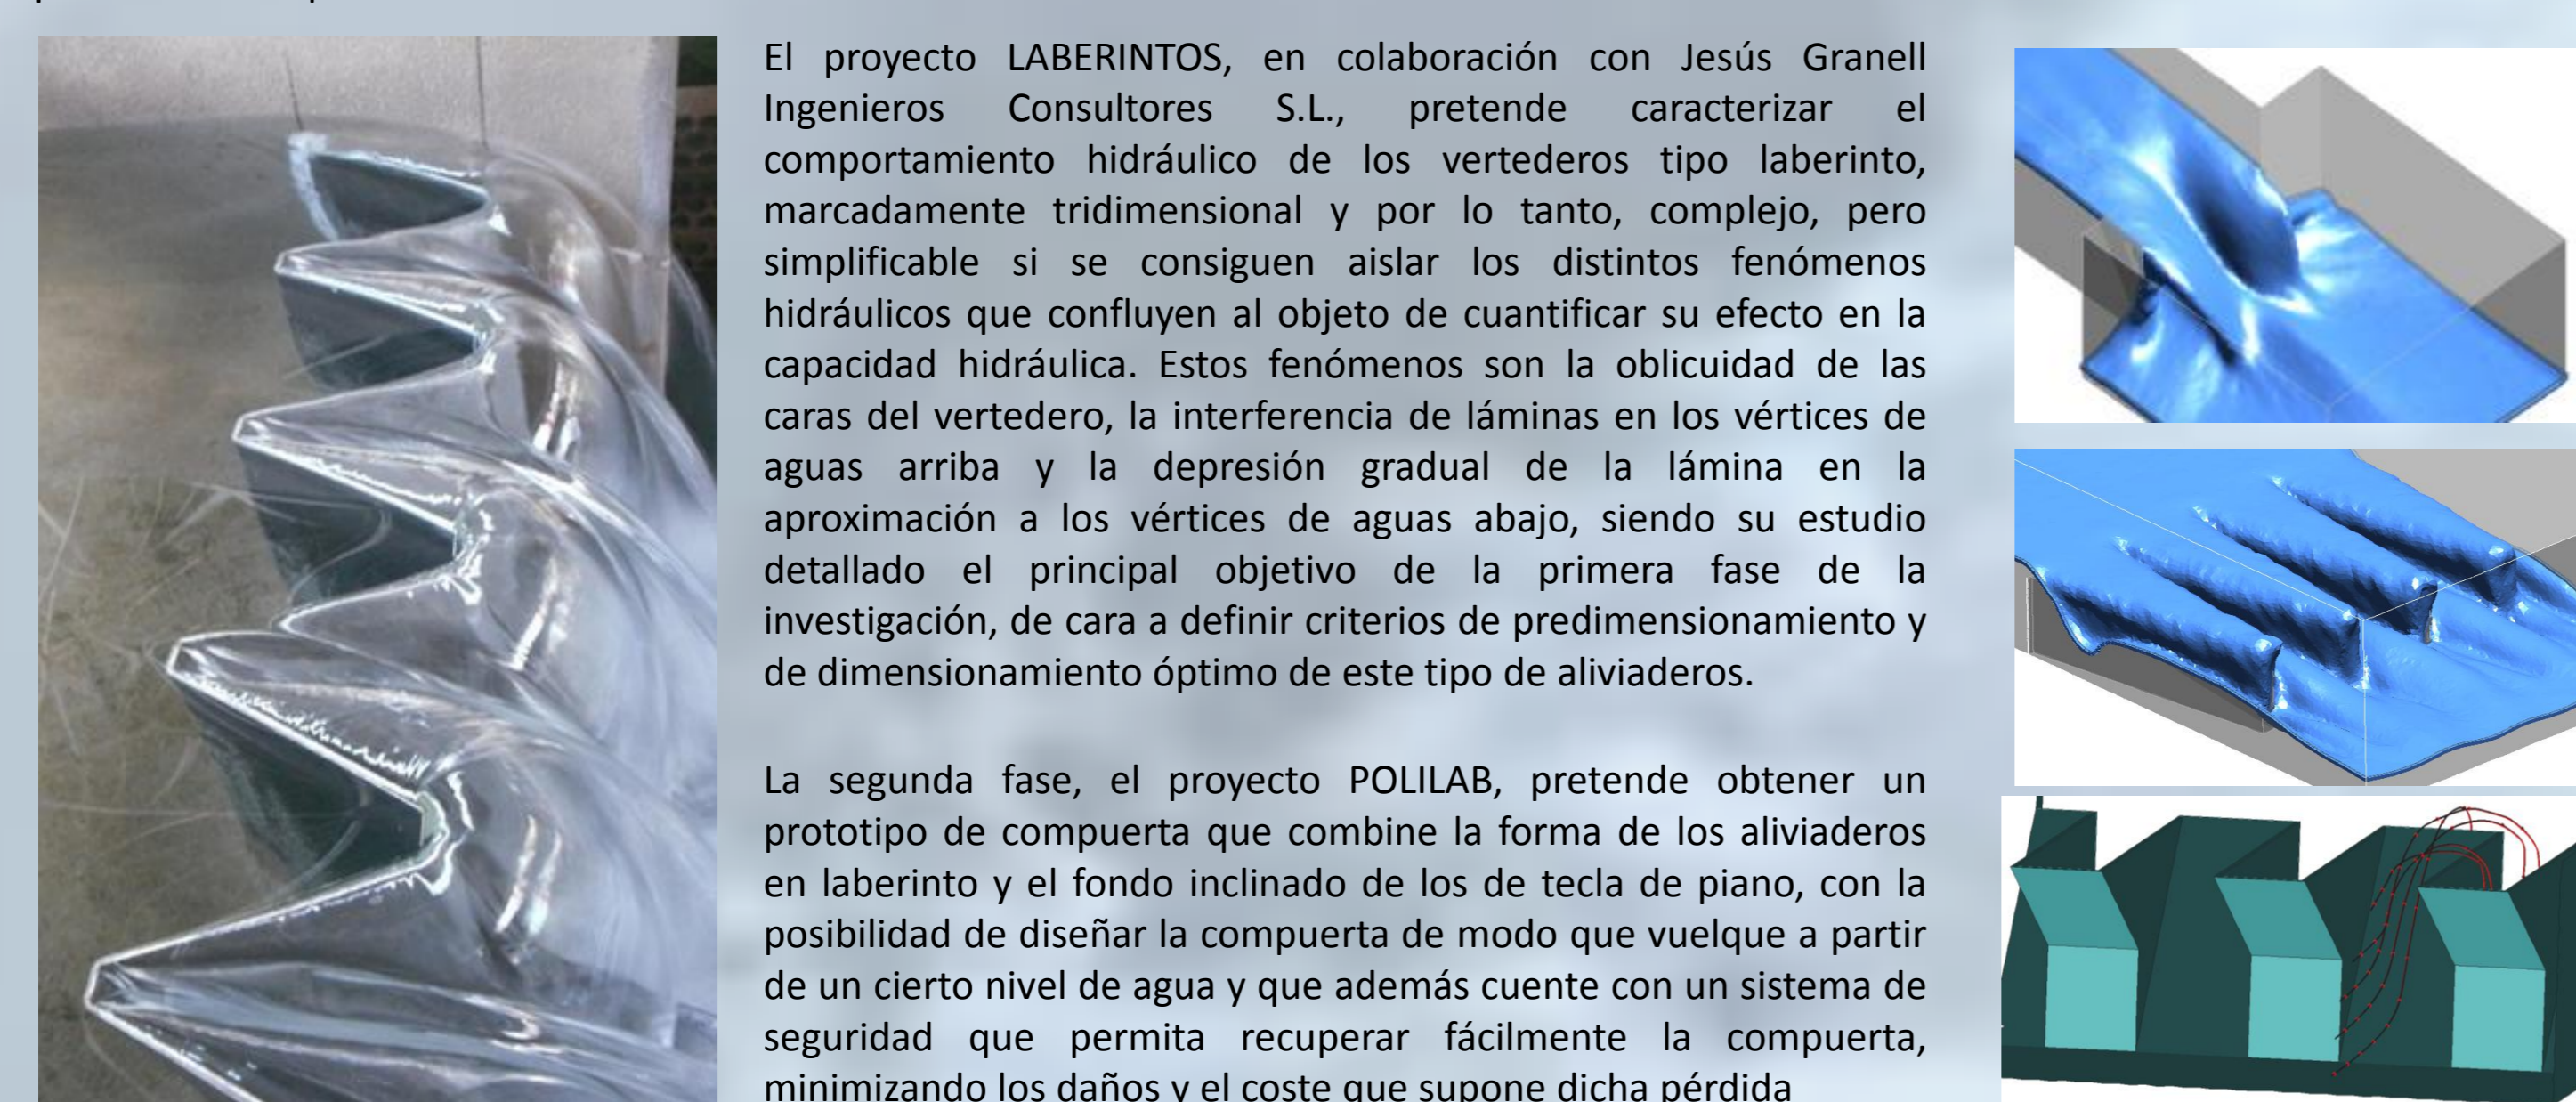 El proyecto LABERINTOS, en colaboración con Jesús Granell
Ingenieros Consultores S.L., pretende caracterizar el
comportamiento hidráulico de los vertederos tipo laberinto,
marcadamente tridimensional y por lo tanto, complejo, pero
simplificable si se consiguen aislar los distintos fenómenos
hidráulicos que confluyen al objeto de cuantificar su efecto en la
capacidad hidráulica. Estos fenómenos son la oblicuidad de las
caras del vertedero, la interferencia de láminas en los vértices de
aguas arriba y la depresión gradual de la lámina en la
aproximación a los vértices de aguas abajo, siendo su estudio
detallado el principal objetivo de la primera fase de la
investigación, de cara a definir criterios de predimensionamiento y
de dimensionamiento óptimo de este tipo de aliviaderos.
La segunda fase, el proyecto POLILAB, pretende obtener un
prototipo de compuerta que combine la forma de los aliviaderos
en laberinto y el fondo inclinado de los de tecla de piano, con la
posibilidad de diseñar la compuerta de modo que vuelque a partir
de un cierto nivel de agua y que además cuente con un sistema de
seguridad que permita recuperar fácilmente la compuerta,
minimizando los daños y el coste que supone dicha pérdida